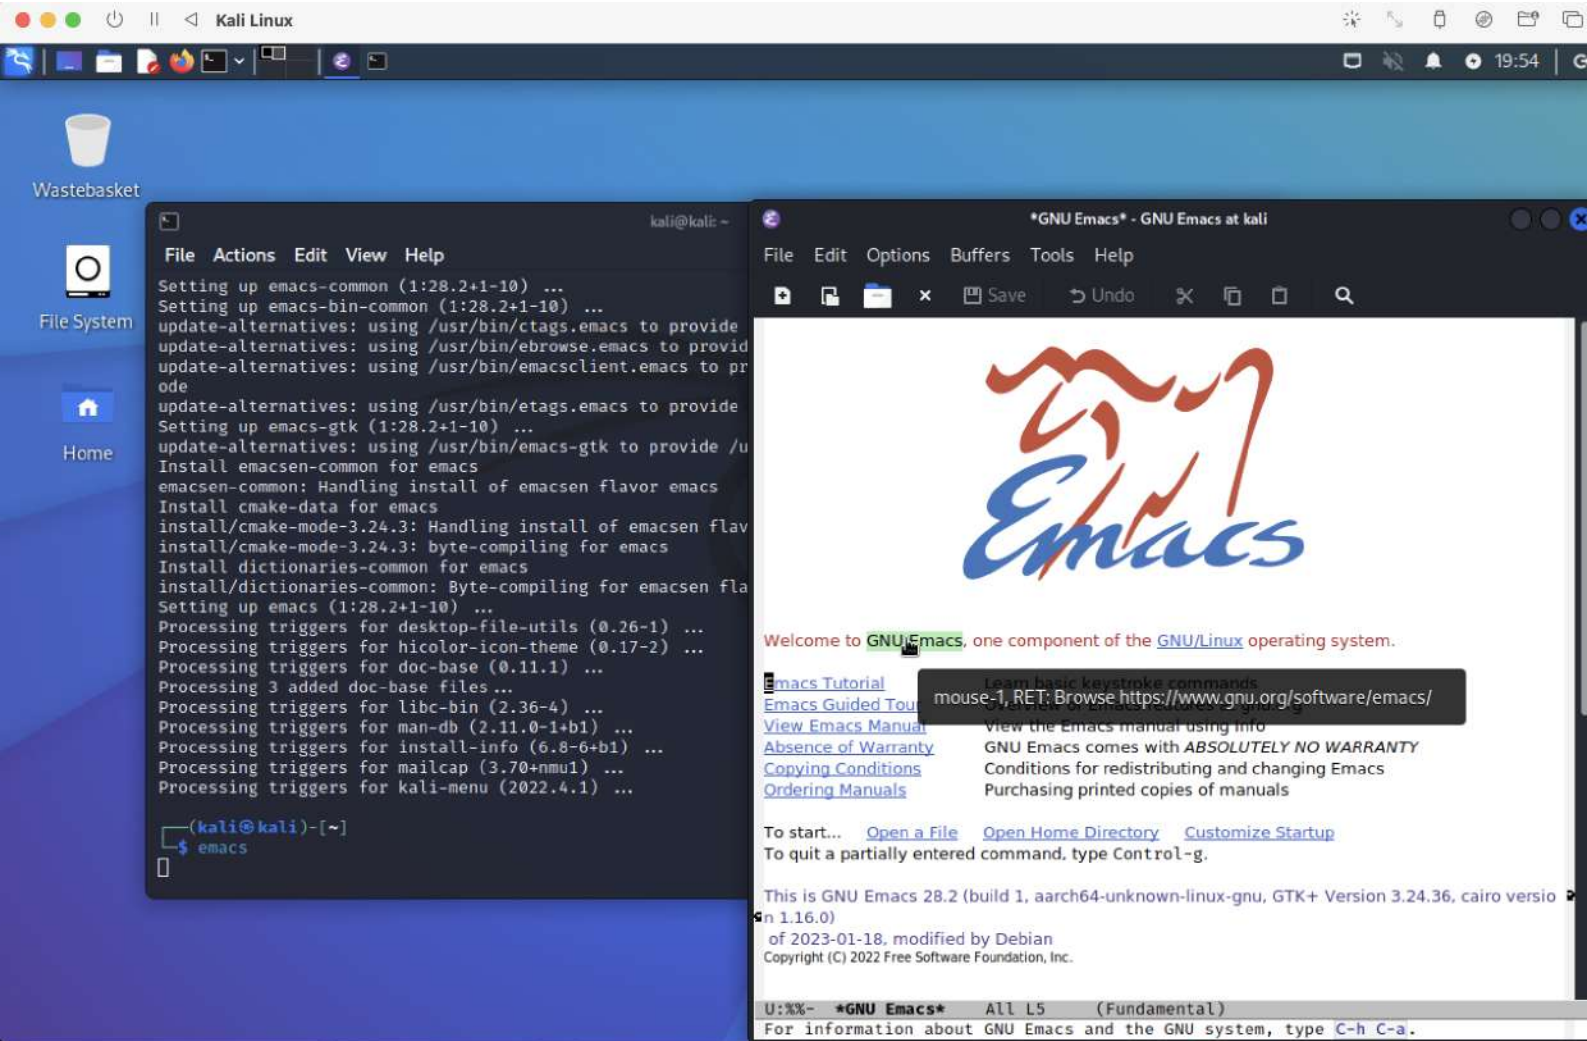 Kali Linux
19:54
Wastebasket
File System
Home
kali@kali: ~
File Actions Edit View Help
Setting up emacs-common (1:28.2+1-10) ...
Setting up emacs-bin-common (1:28.2+1-10) ...
update-alternatives: using /usr/bin/ctags.emacs to provide
update-alternatives: using /usr/bin/ebrowse.emacs to provid
update-alternatives: using /usr/bin/emacsclient.emacs to pr
ode
update-alternatives: using /usr/bin/etags.emacs to provide
Setting up emacs-gtk (1:28.2+1-10) ...
update-alternatives: using /usr/bin/emacs-gtk to provide /u
Install emacsen-common for emacs
emacsen-common: Handling install of emacsen flavor emacs
Install cmake-data for emacs
install/cmake-mode-3.24.3: Handling install of emacsen flav
install/cmake-mode-3.24.3: byte-compiling for emacs
Install dictionaries-common for emacs
install/dictionaries-common: Byte-compiling for emacsen fla
Setting up emacs (1:28.2+1-10) ...
Processing triggers for desktop-file-utils (0.26-1) ...
Processing triggers for hicolor-icon-theme (0.17-2) ...
Processing triggers for doc-base (0.11.1) ...
Processing 3 added doc-base files...
Processing triggers for libc-bin (2.36-4) ...
Processing triggers for man-db (2.11.0-1+b1) ...
Processing triggers for install-info (6.8-6+b1) ...
Processing triggers for mailcap (3.70+nmu1) ...
Processing triggers for kali-menu (2022.4.1) ...
(kali㉿kali)-[~]
$ emacs
*GNU Emacs* - GNU Emacs at kali
File Edit Options Buffers Tools Help
Save Undo
Emacs
Welcome to GNU Emacs, one component of the GNU/Linux operating system.
Emacs Tutorial Learn basic keystroke commands
mouse-1, RET: Browse https://www.gnu.org/software/emacs/
Emacs Guided Tour
View Emacs Manual View the Emacs manual using Info
Absence of Warranty GNU Emacs comes with ABSOLUTELY NO WARRANTY
Copying Conditions Conditions for redistributing and changing Emacs
Ordering Manuals Purchasing printed copies of manuals
To start... Open a File Open Home Directory Customize Startup
To quit a partially entered command, type Control-g.
This is GNU Emacs 28.2 (build 1, aarch64-unknown-linux-gnu, GTK+ Version 3.24.36, cairo versio
n 1.16.0)
of 2023-01-18, modified by Debian
Copyright (C) 2022 Free Software Foundation, Inc.
U:%%- *GNU Emacs* All L5 (Fundamental)
For information about GNU Emacs and the GNU system, type C-h C-a.